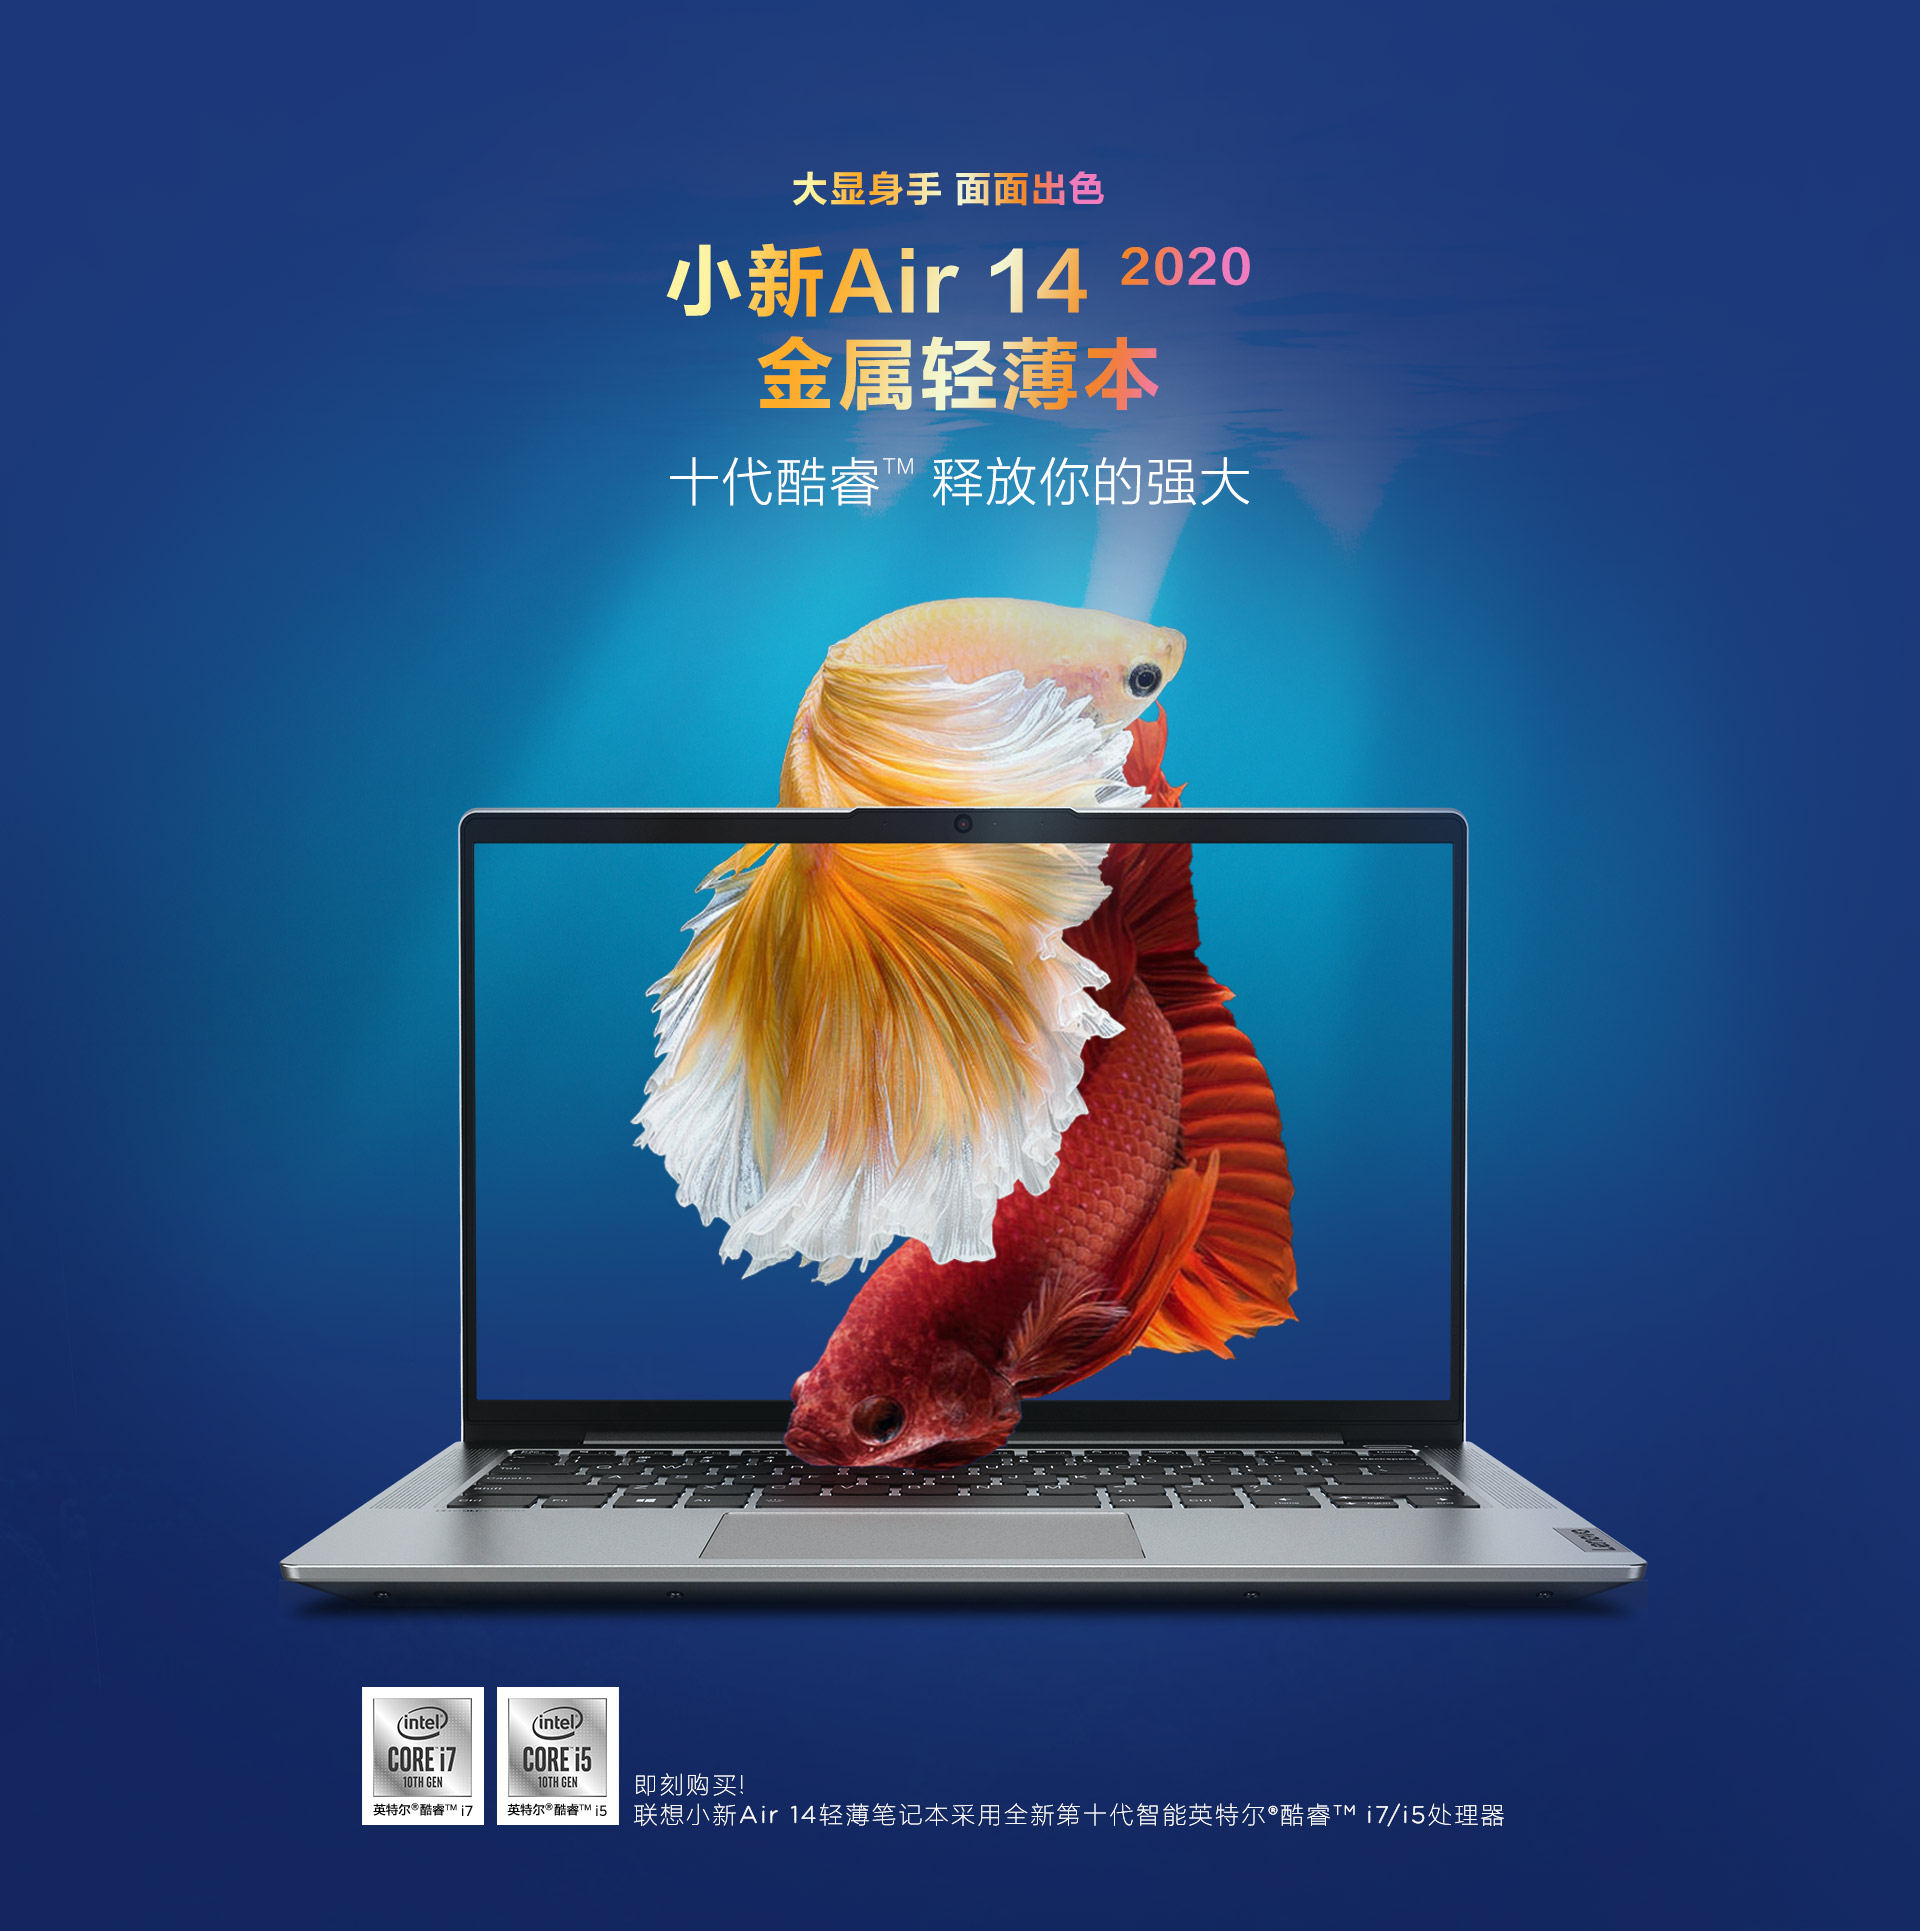 大显身手 面面出色
小新Air 14 2020
金属轻薄本
十代酷睿™ 释放你的强大
Lenovo
intel
CORE i7
10TH GEN
英特尔®酷睿™ i7
intel
CORE i5
10TH GEN
英特尔®酷睿™ i5
即刻购买!
联想小新Air 14轻薄笔记本采用全新第十代智能英特尔®酷睿™ i7/i5处理器